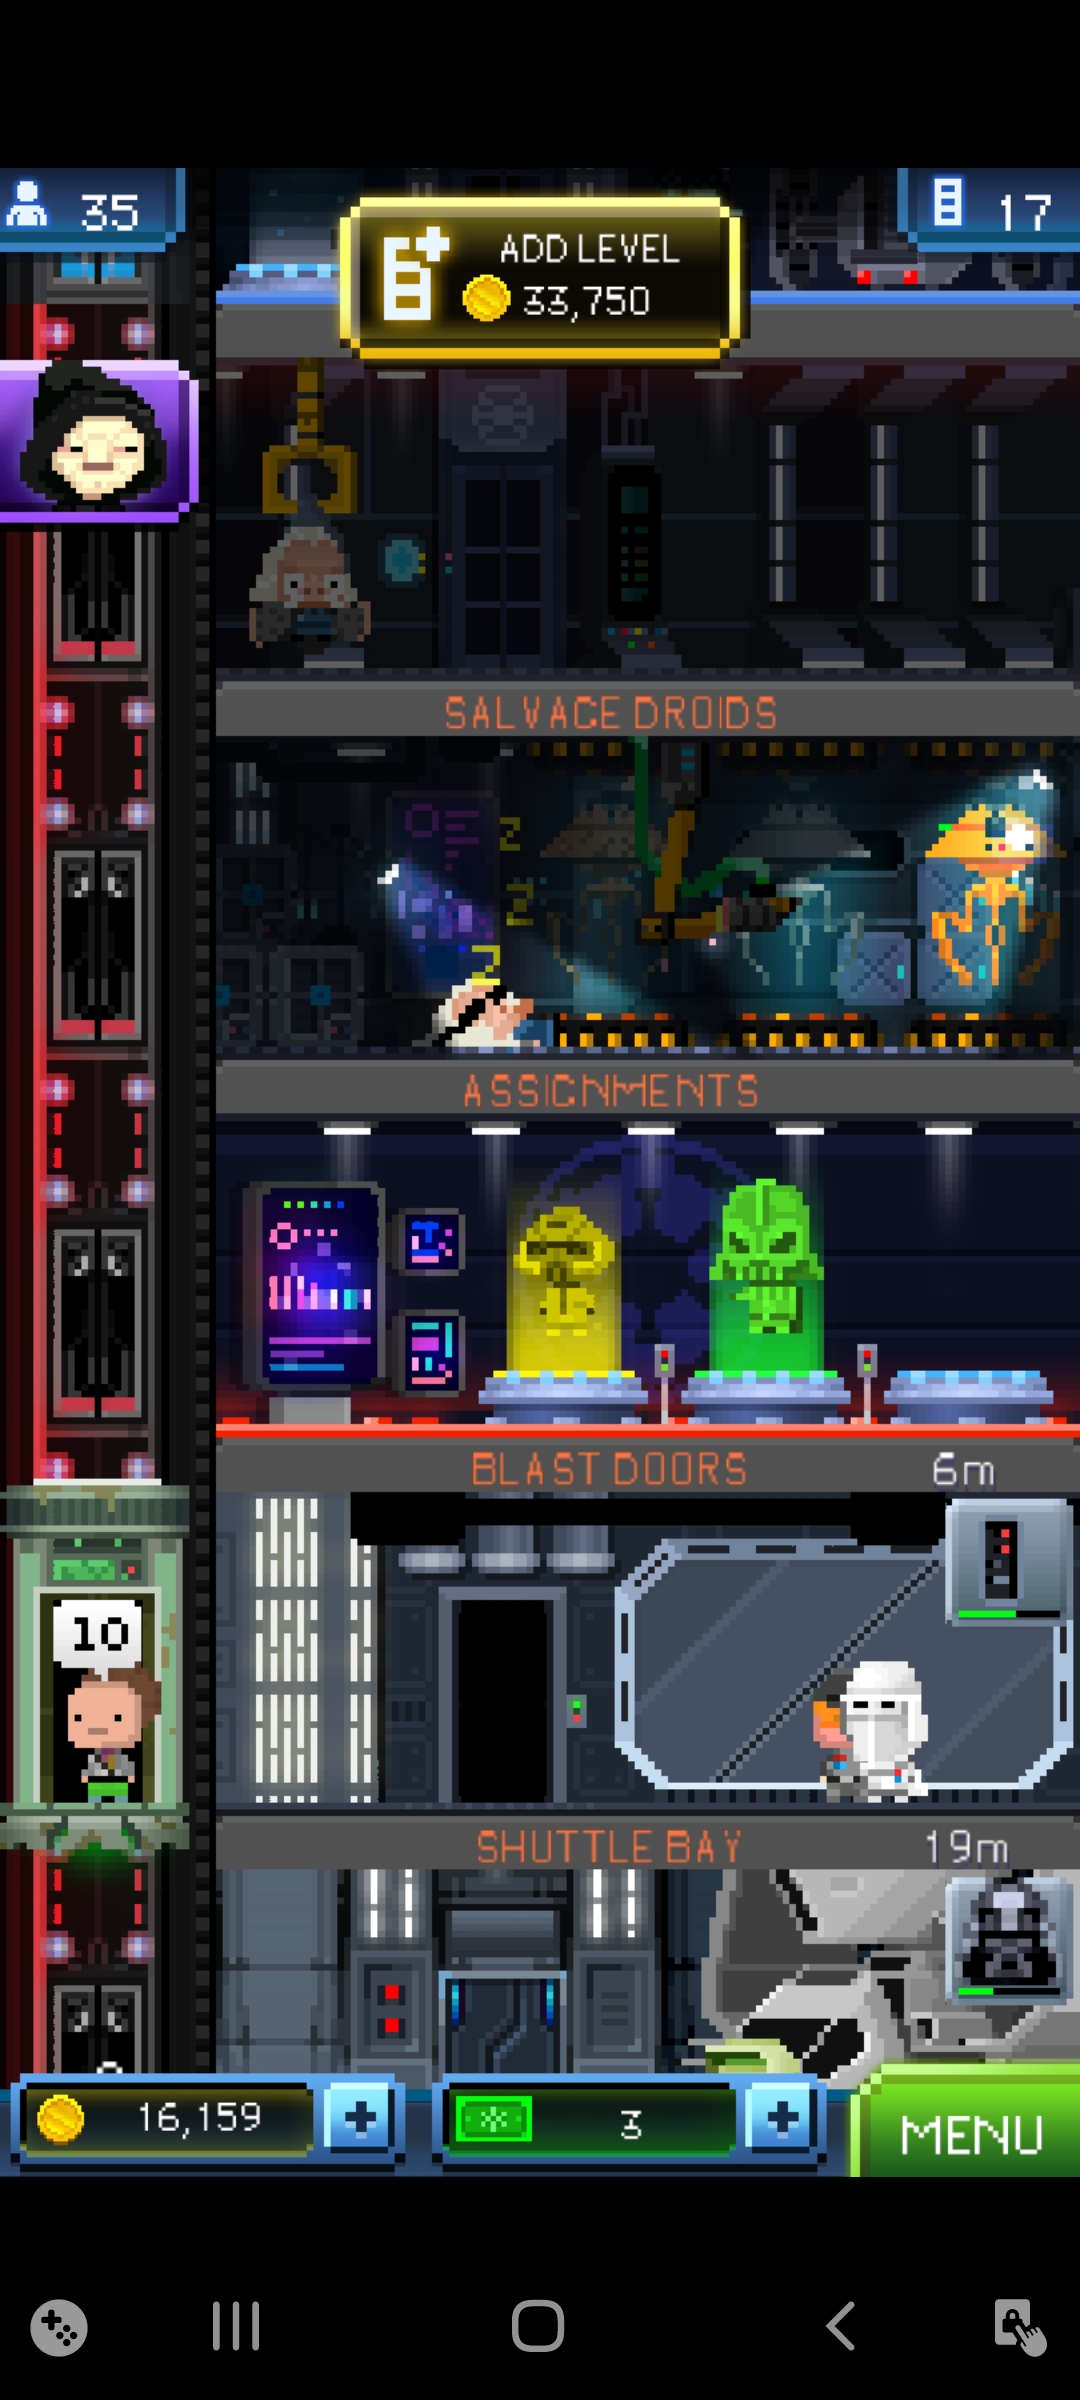 35
17
ADD LEVEL
33,750
SALVAGE DROIDS
Z
Z
Z
ASSIGNMENTS
BLAST DOORS 6m
10
SHUTTLE BAY 19m
16,159
3
MENU